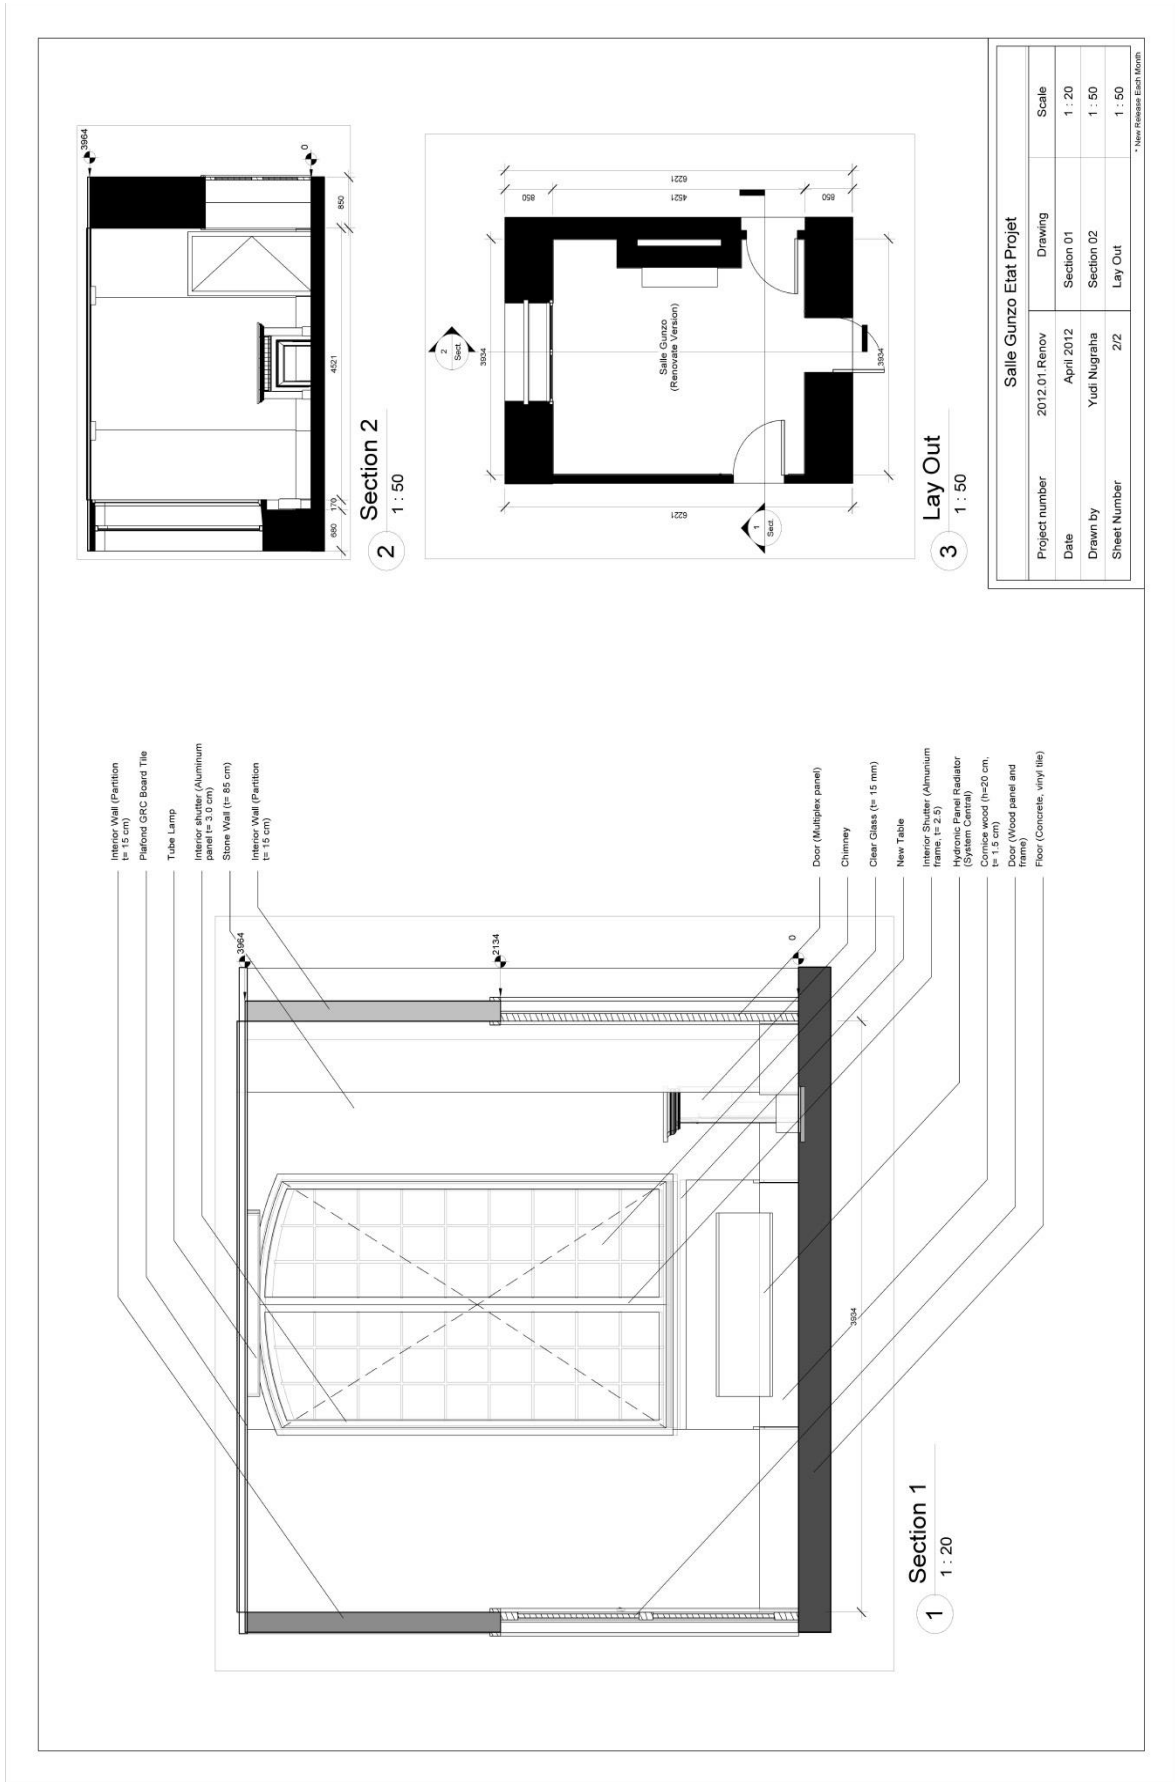 Interior Wall (Partition
t= 15 cm)
Plafond GRC Board Tile
Tube Lamp
Interior shutter (Aluminum
panel t= 3.0 cm)
Stone Wall (t= 85 cm)
Interior Wall (Partition
t= 15 cm)
3964
2134
0
3934
Door (Multiplex panel)
Chimney
Clear Glass (t= 15 mm)
New Table
Interior Shutter (Almunium
frame, t= 2.5)
Hydronic Panel Radiator
(System Central)
Cornice wood (h=20 cm,
t= 1.5 cm)
Door (Wood panel and
frame)
Floor (Concrete, vinyl tile)
1
Section 1
1 : 20
3964
0
680
170
4521
850
2
Section 2
1 : 50
6221
850
4521
850
6221
3934
3934
2
Sect.
1
Sect.
Salle Gunzo
(Renovate Version)
3
Lay Out
1 : 50
Salle Gunzo Etat Projet
Project number 2012.01.Renov Drawing Scale
Date April 2012 Section 01 1 : 20
Drawn by Yudi Nugraha Section 02 1 : 50
Sheet Number 2/2 Lay Out 1 : 50
* New Release Each Month